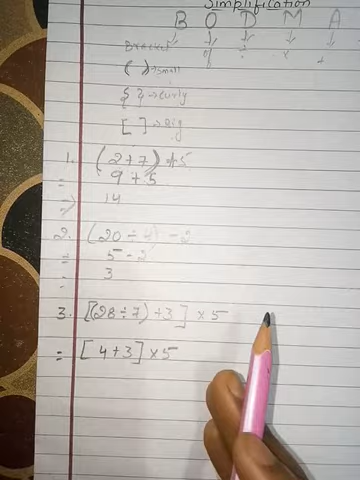 Simplification
B O D M A
↓ ↓ ↓ ↓ ↓
Bracket of ÷ × +
( ) → small
{ } → curly
[ ] → Big
1. (2+7) +5
= 9 + 5
=> 14
2. (20 ÷ 4) - 2
= 5 - 2
= 3
3. [(28 ÷ 7) + 3] × 5
= [4+3] × 5